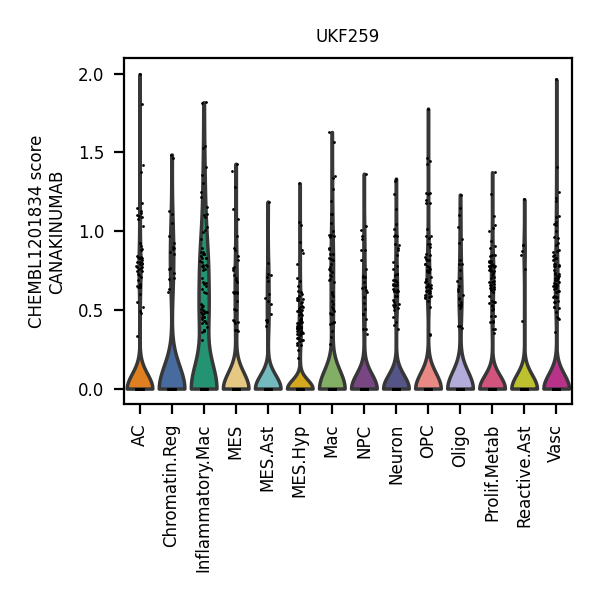 UKF259
CHEMBL1201834 score
CANAKINUMAB
2.0
1.5
1.0
0.5
0.0
AC
Chromatin.Reg
Inflammatory.Mac
MES
MES.Ast
MES.Hyp
Mac
NPC
Neuron
OPC
Oligo
Prolif.Metab
Reactive.Ast
Vasc